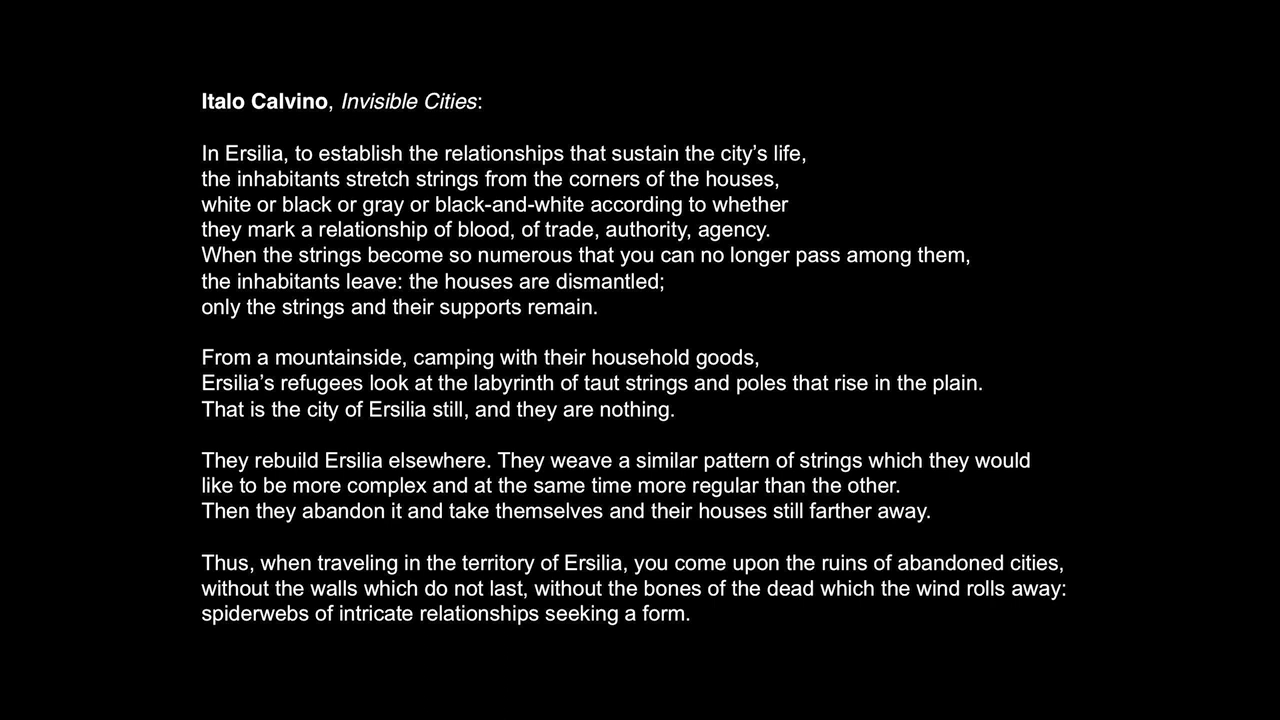 Italo Calvino, Invisible Cities:
In Ersilia, to establish the relationships that sustain the city’s life,
the inhabitants stretch strings from the corners of the houses,
white or black or gray or black-and-white according to whether
they mark a relationship of blood, of trade, authority, agency.
When the strings become so numerous that you can no longer pass among them,
the inhabitants leave: the houses are dismantled;
only the strings and their supports remain.
From a mountainside, camping with their household goods,
Ersilia’s refugees look at the labyrinth of taut strings and poles that rise in the plain.
That is the city of Ersilia still, and they are nothing.
They rebuild Ersilia elsewhere. They weave a similar pattern of strings which they would
like to be more complex and at the same time more regular than the other.
Then they abandon it and take themselves and their houses still farther away.
Thus, when traveling in the territory of Ersilia, you come upon the ruins of abandoned cities,
without the walls which do not last, without the bones of the dead which the wind rolls away:
spiderwebs of intricate relationships seeking a form.